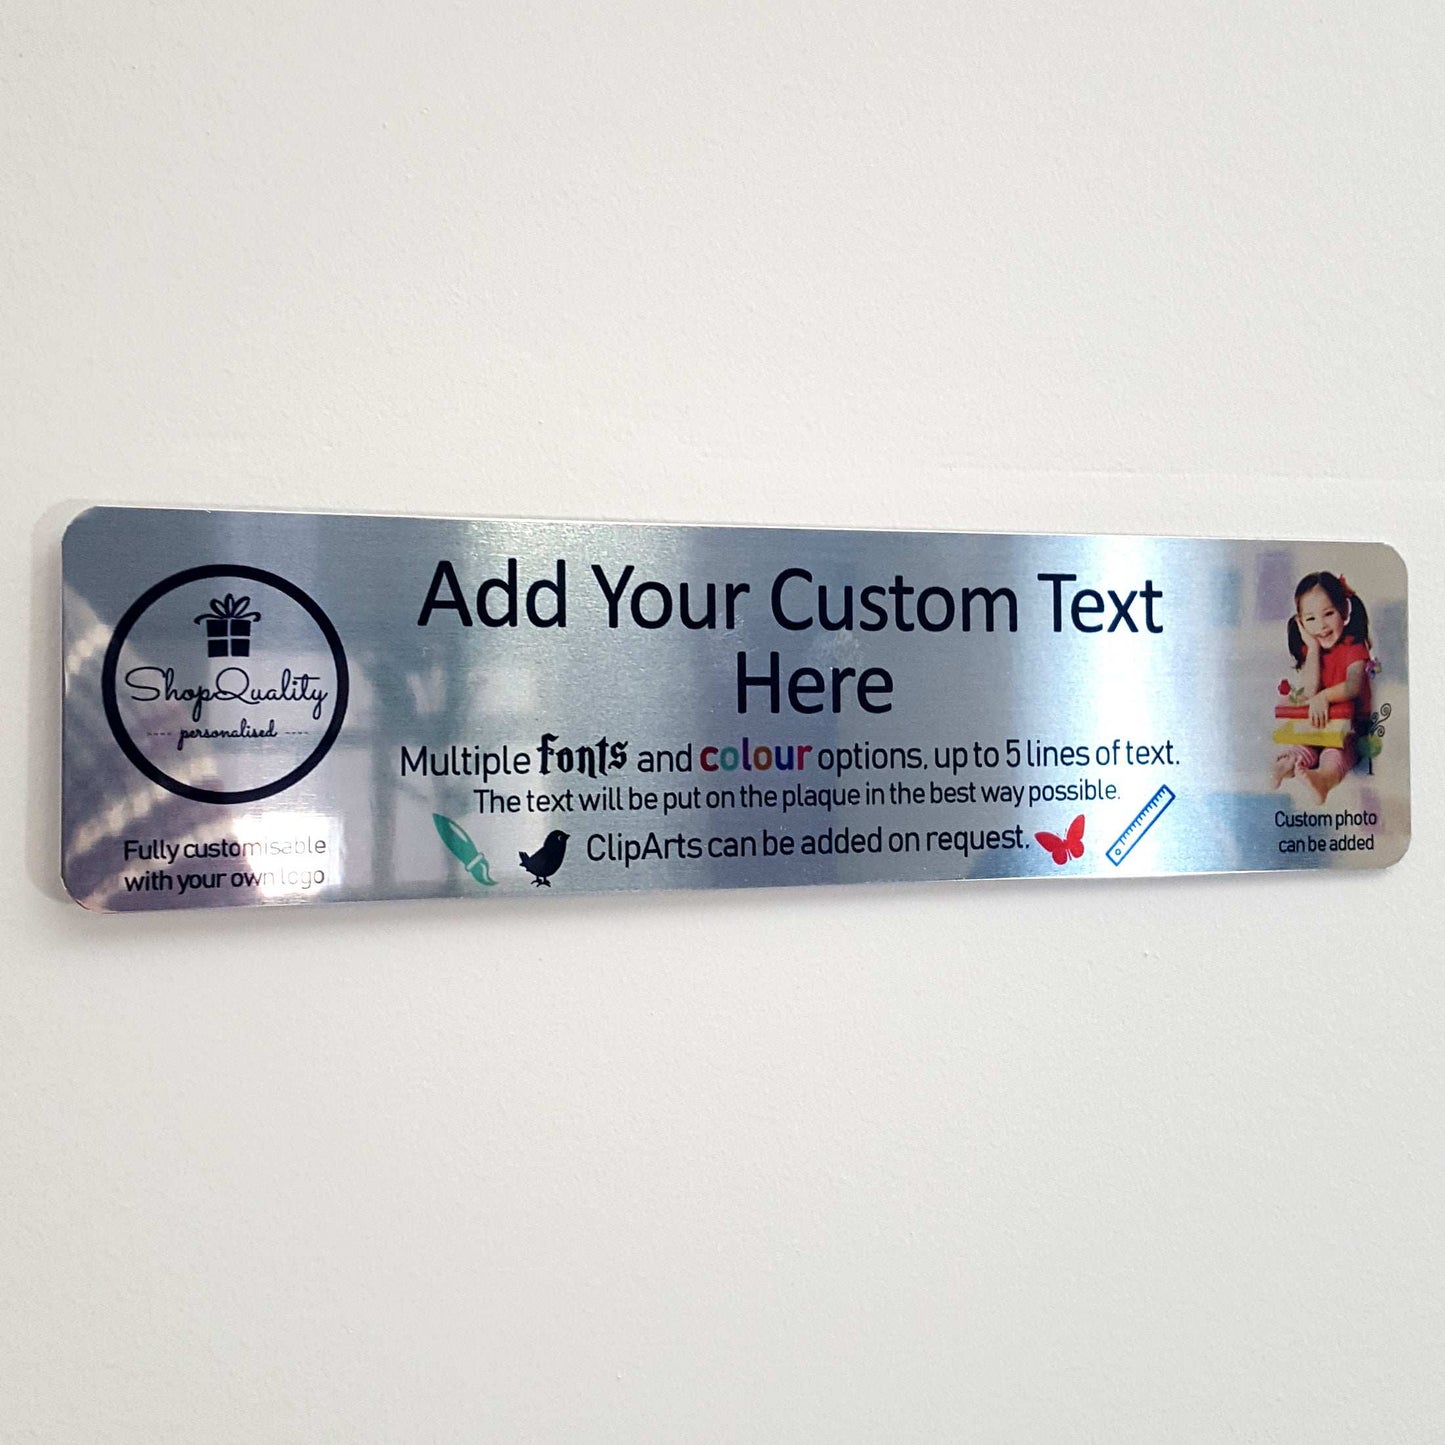 ShopQuality
---- personalised ----
Fully customisable
with your own logo
Add Your Custom Text
Here
Multiple fonts and colour options, up to 5 lines of text.
The text will be put on the plaque in the best way possible.
ClipArts can be added on request.
Custom photo
can be added